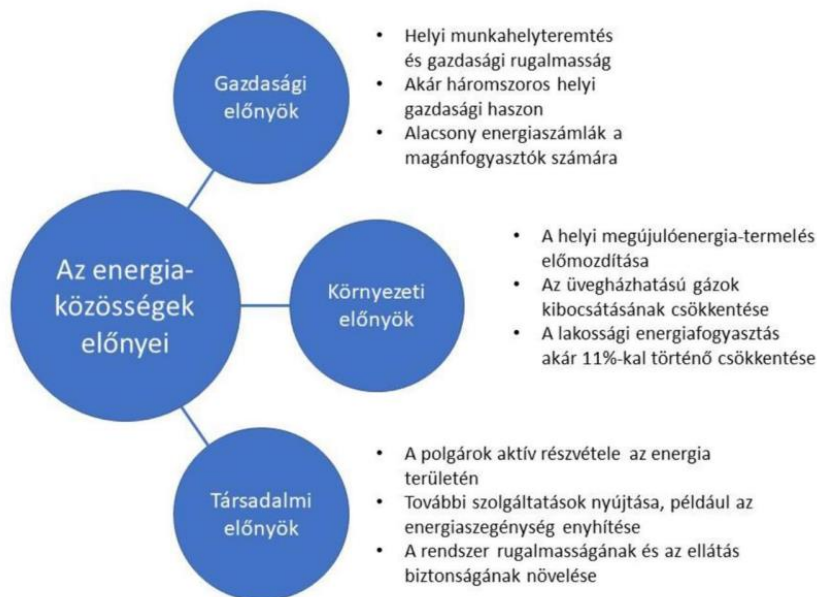 Az energia-
közösségek
előnyei
Gazdasági
előnyök
• Helyi munkahelyteremtés
és gazdasági rugalmasság
• Akár háromszoros helyi
gazdasági haszon
• Alacsony energiaszámlák a
magánfogyasztók számára
Környezeti
előnyök
• A helyi megújulóenergia-termelés
előmozdítása
• Az üvegházhatású gázok
kibocsátásának csökkentése
• A lakossági energiafogyasztás
akár 11%-kal történő csökkentése
Társadalmi
előnyök
• A polgárok aktív részvétele az energia
területén
• További szolgáltatások nyújtása, például az
energiaszegénység enyhítése
• A rendszer rugalmasságának és az ellátás
biztonságának növelése